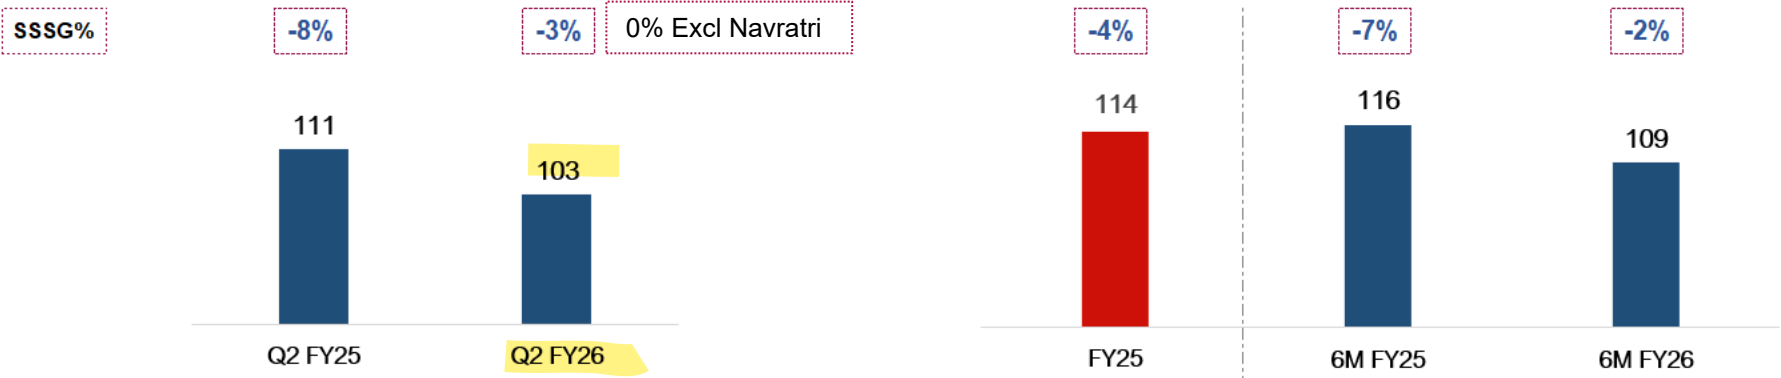 SSSG%
-8%
-3%
0% Excl Navratri
-4%
-7%
-2%
111
103
114
116
109
Q2 FY25
Q2 FY26
FY25
6M FY25
6M FY26